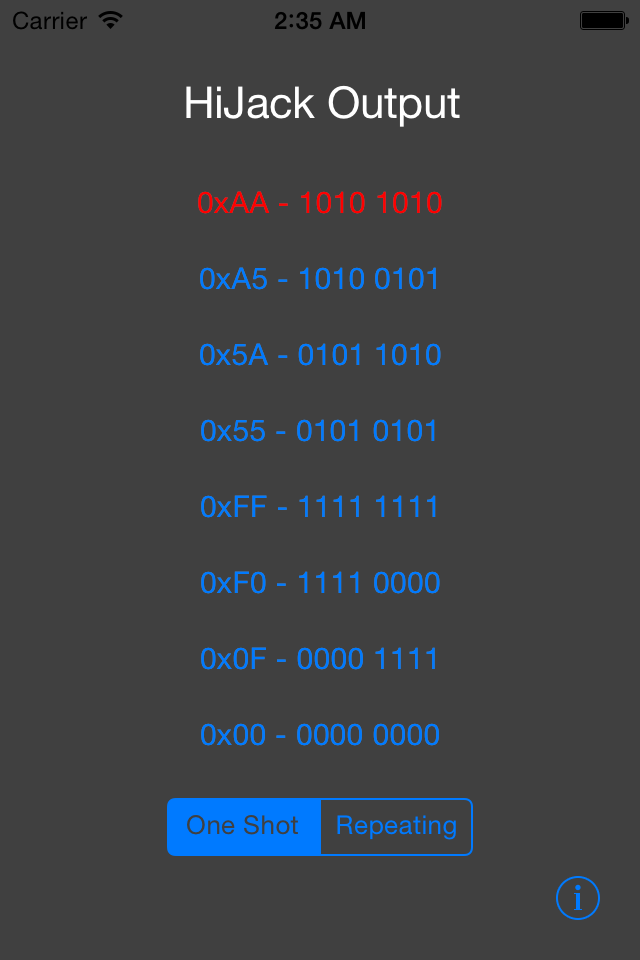 Carrier 2:35 AM
HiJack Output
0xAA - 1010 1010
0xA5 - 1010 0101
0x5A - 0101 1010
0x55 - 0101 0101
0xFF - 1111 1111
0xF0 - 1111 0000
0x0F - 0000 1111
0x00 - 0000 0000
One Shot Repeating
i